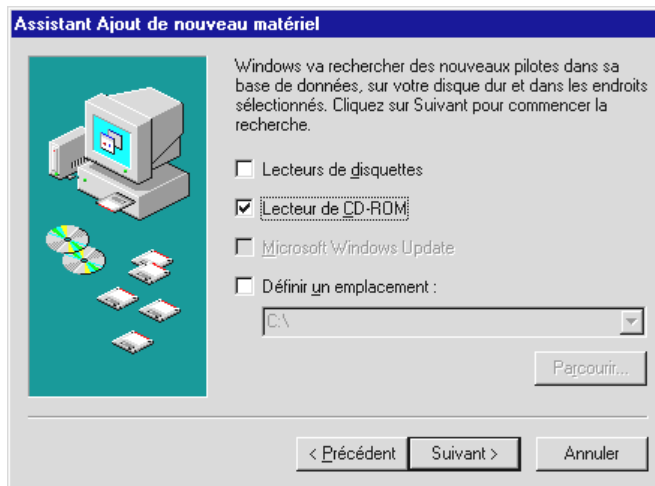 Assistant Ajout de nouveau matériel
Windows va rechercher des nouveaux pilotes dans sa
base de données, sur votre disque dur et dans les endroits
sélectionnés. Cliquez sur Suivant pour commencer la
recherche.
Lecteurs de disquettes
Lecteur de CD-ROM
Microsoft Windows Update
Définir un emplacement :
C:\
Parcourir...
< Précédent Suivant > Annuler